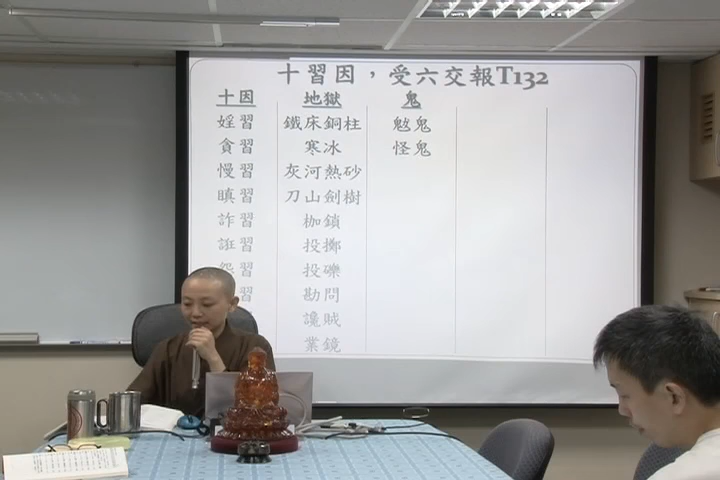 十習因，受六交報T132
十因 地獄 鬼
婬習 鐵床銅柱 魃鬼
貪習 寒冰 怪鬼
慢習 灰河熱砂
瞋習 刀山劍樹
詐習 枷鎖
誑習 投擲
怨習 投礫
習 勘問
讒賊
業鏡